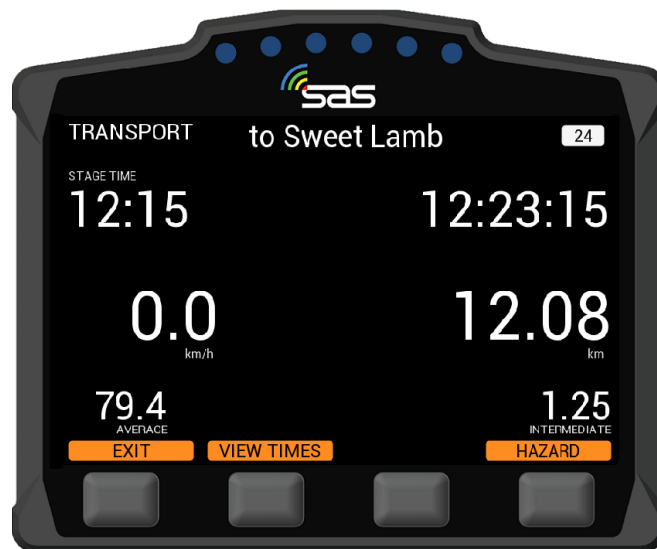 sas
TRANSPORT to Sweet Lamb 24
STAGE TIME
12:15 12:23:15
0.0 12.08
km/h km
79.4 1.25
AVERAGE INTERMEDIATE
EXIT VIEW TIMES HAZARD